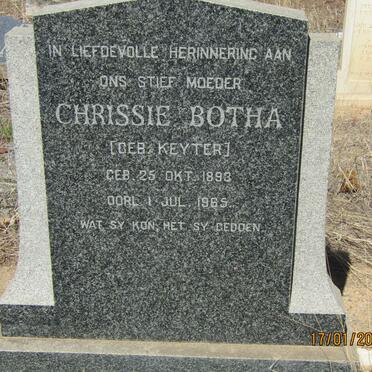 IN LIEFDEVOLLE HERINNERING AAN
ONS STIEF MOEDER
CHRISSIE BOTHA
[GEB. KEYTER]
GEB. 25 OKT. 1893
OORL. 1 JUL. 1965.
WAT SY KON, HET SY GEDOEN.
17/01/20